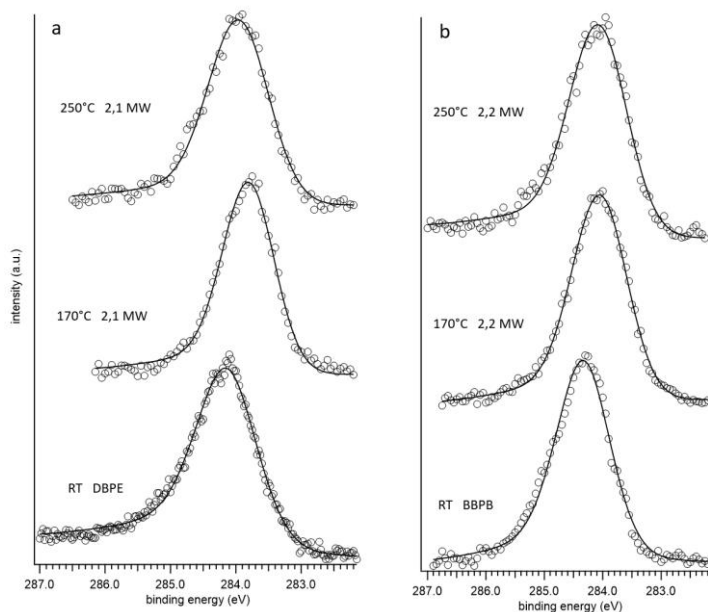 a
250°C 2,1 MW
170°C 2,1 MW
RT DBPE
intensity (a.u.)
287.0 286.0 285.0 284.0 283.0
binding energy (eV)
b
250°C 2,2 MW
170°C 2,2 MW
RT BBPB
287.0 286.0 285.0 284.0 283.0
binding energy (eV)